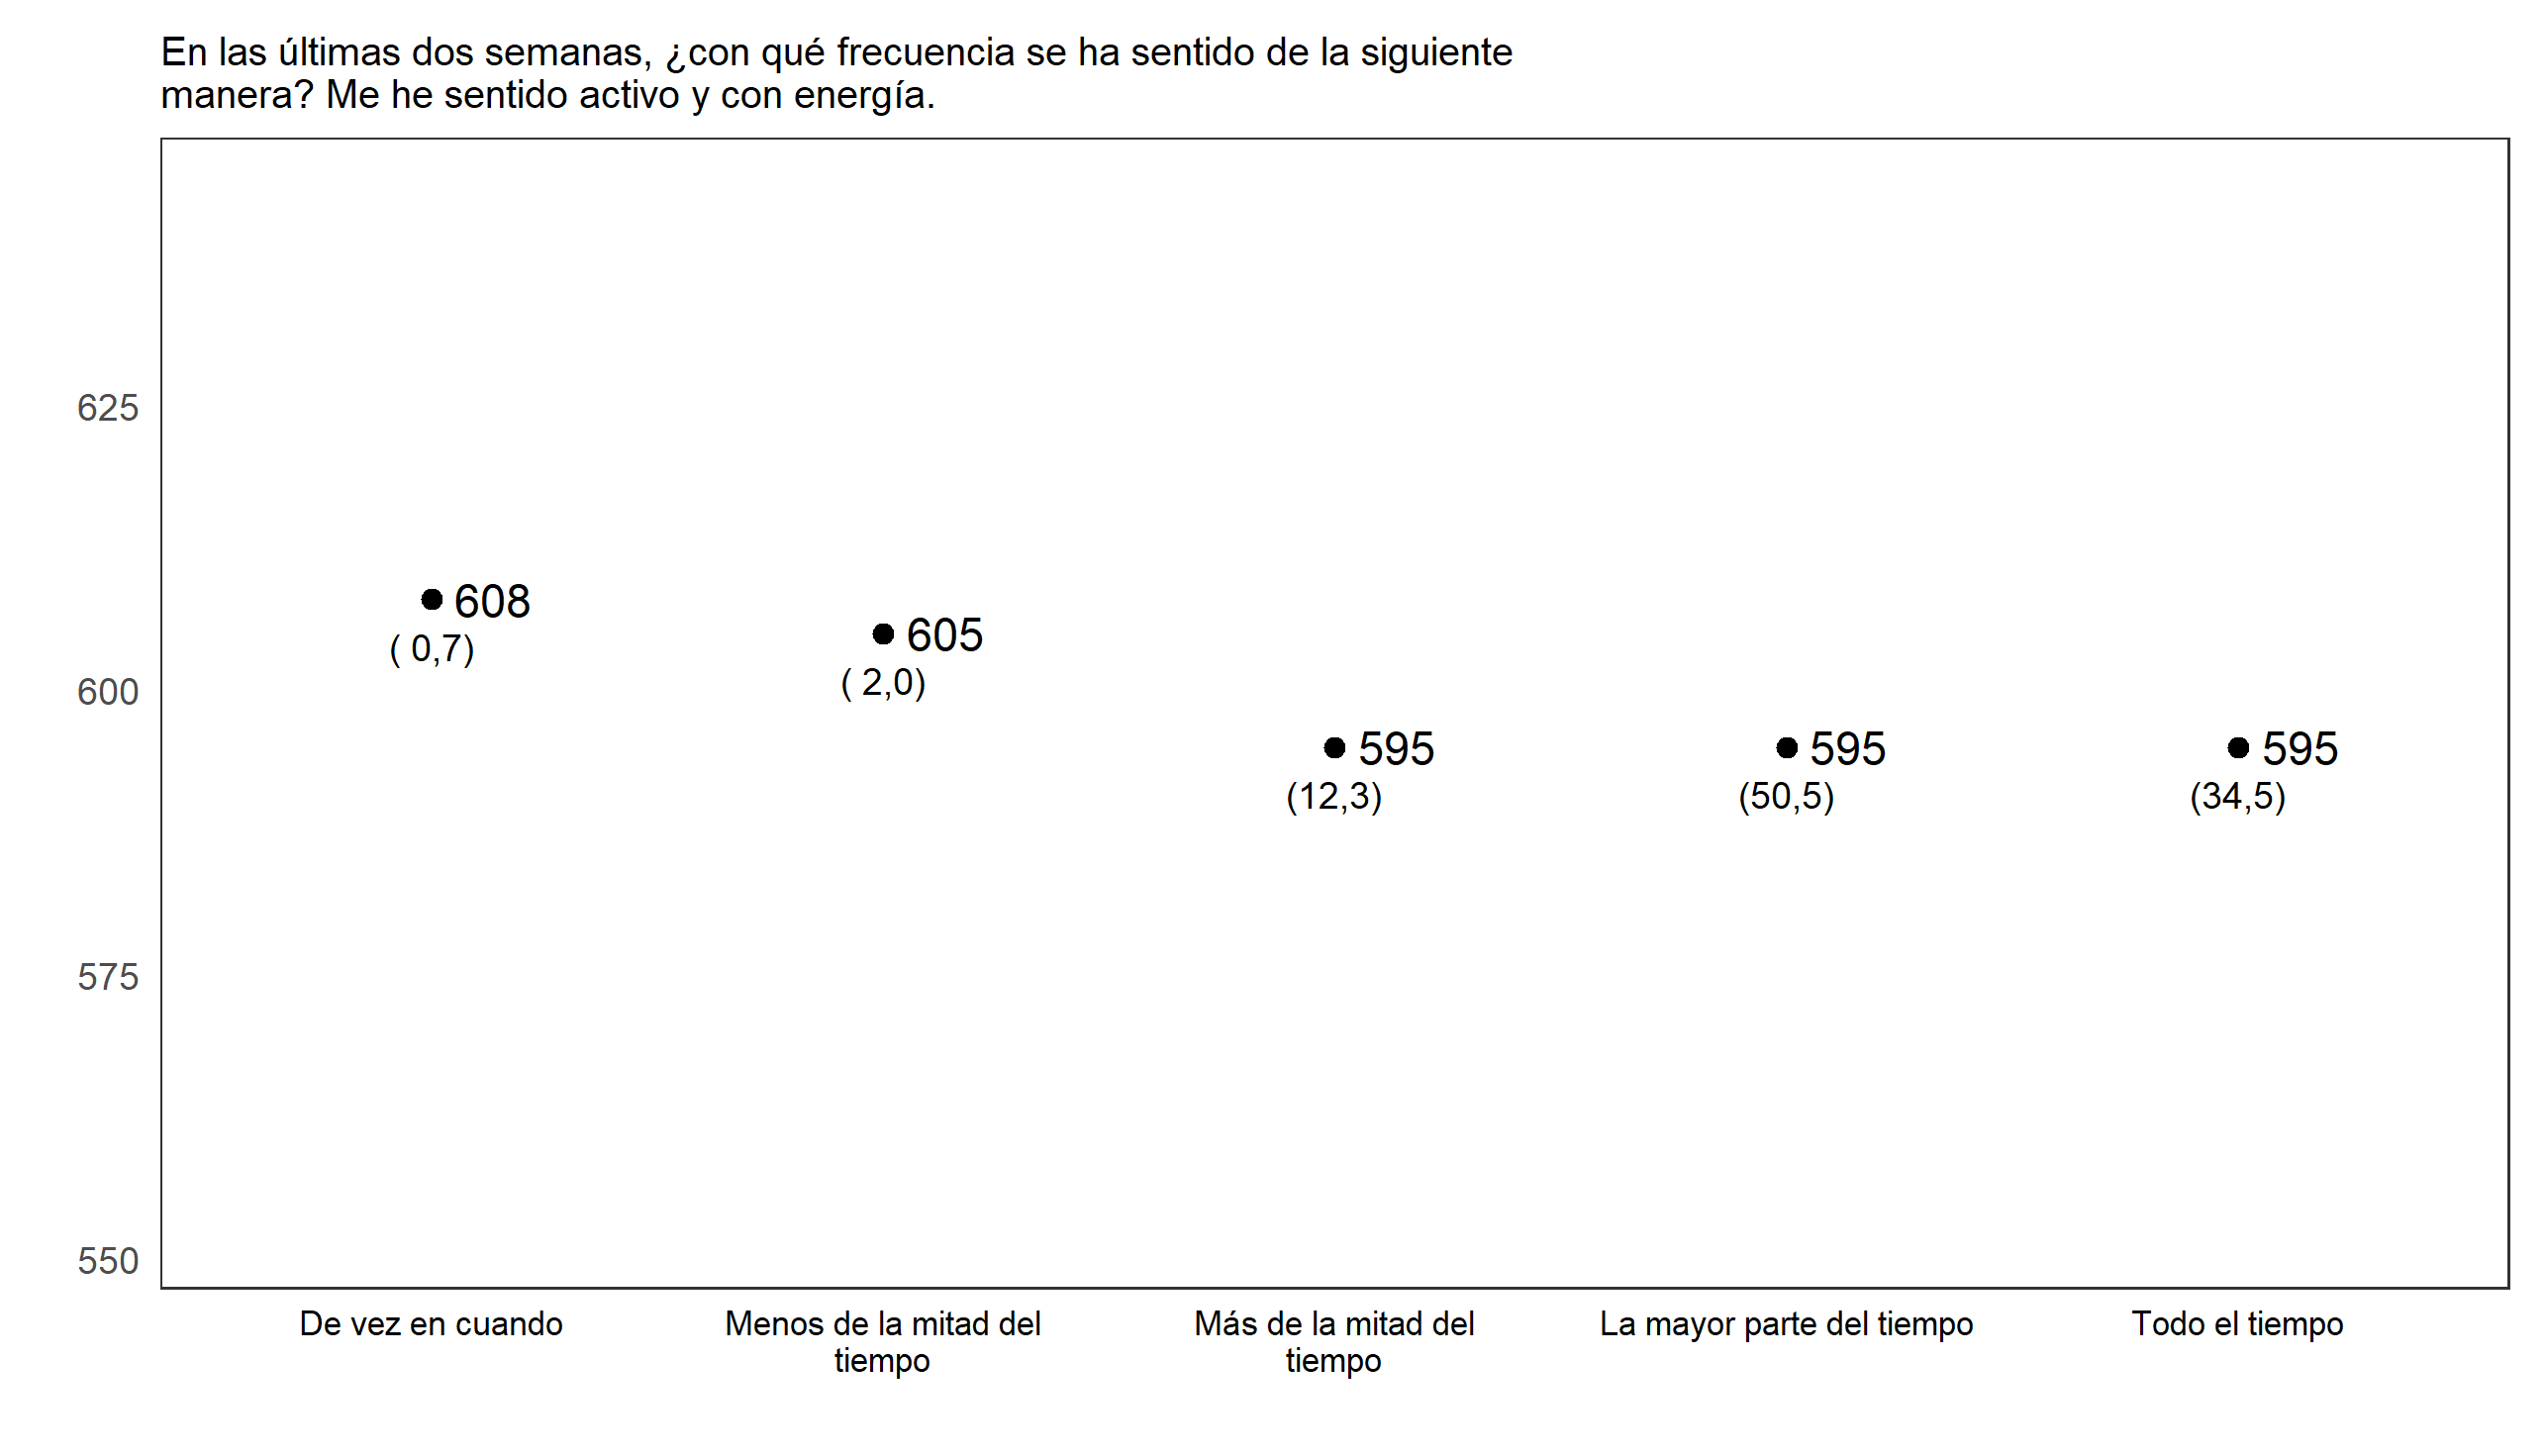 En las últimas dos semanas, ¿con qué frecuencia se ha sentido de la siguiente
manera? Me he sentido activo y con energía.
625
600
575
550
608
( 0,7)
605
( 2,0)
595
(12,3)
595
(50,5)
595
(34,5)
De vez en cuando
Menos de la mitad del
tiempo
Más de la mitad del
tiempo
La mayor parte del tiempo
Todo el tiempo